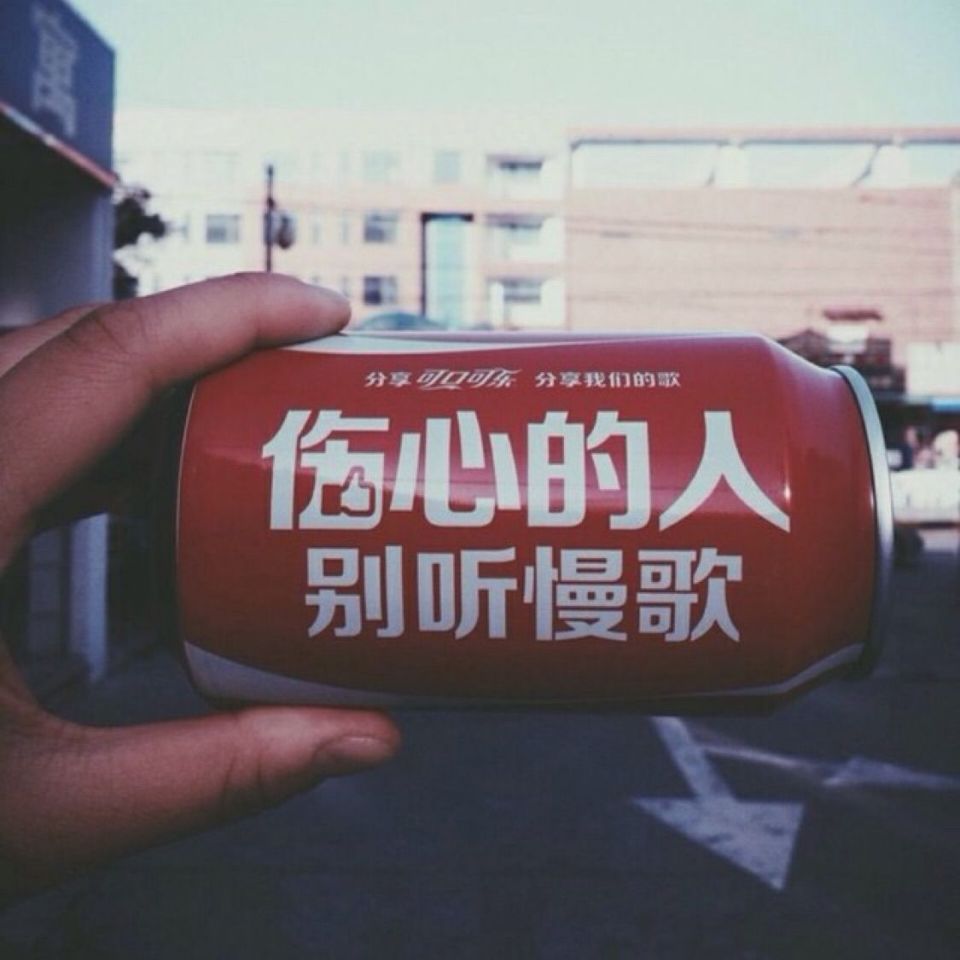 分享 可口可乐 分享我们的歌
伤心的人
别听慢歌